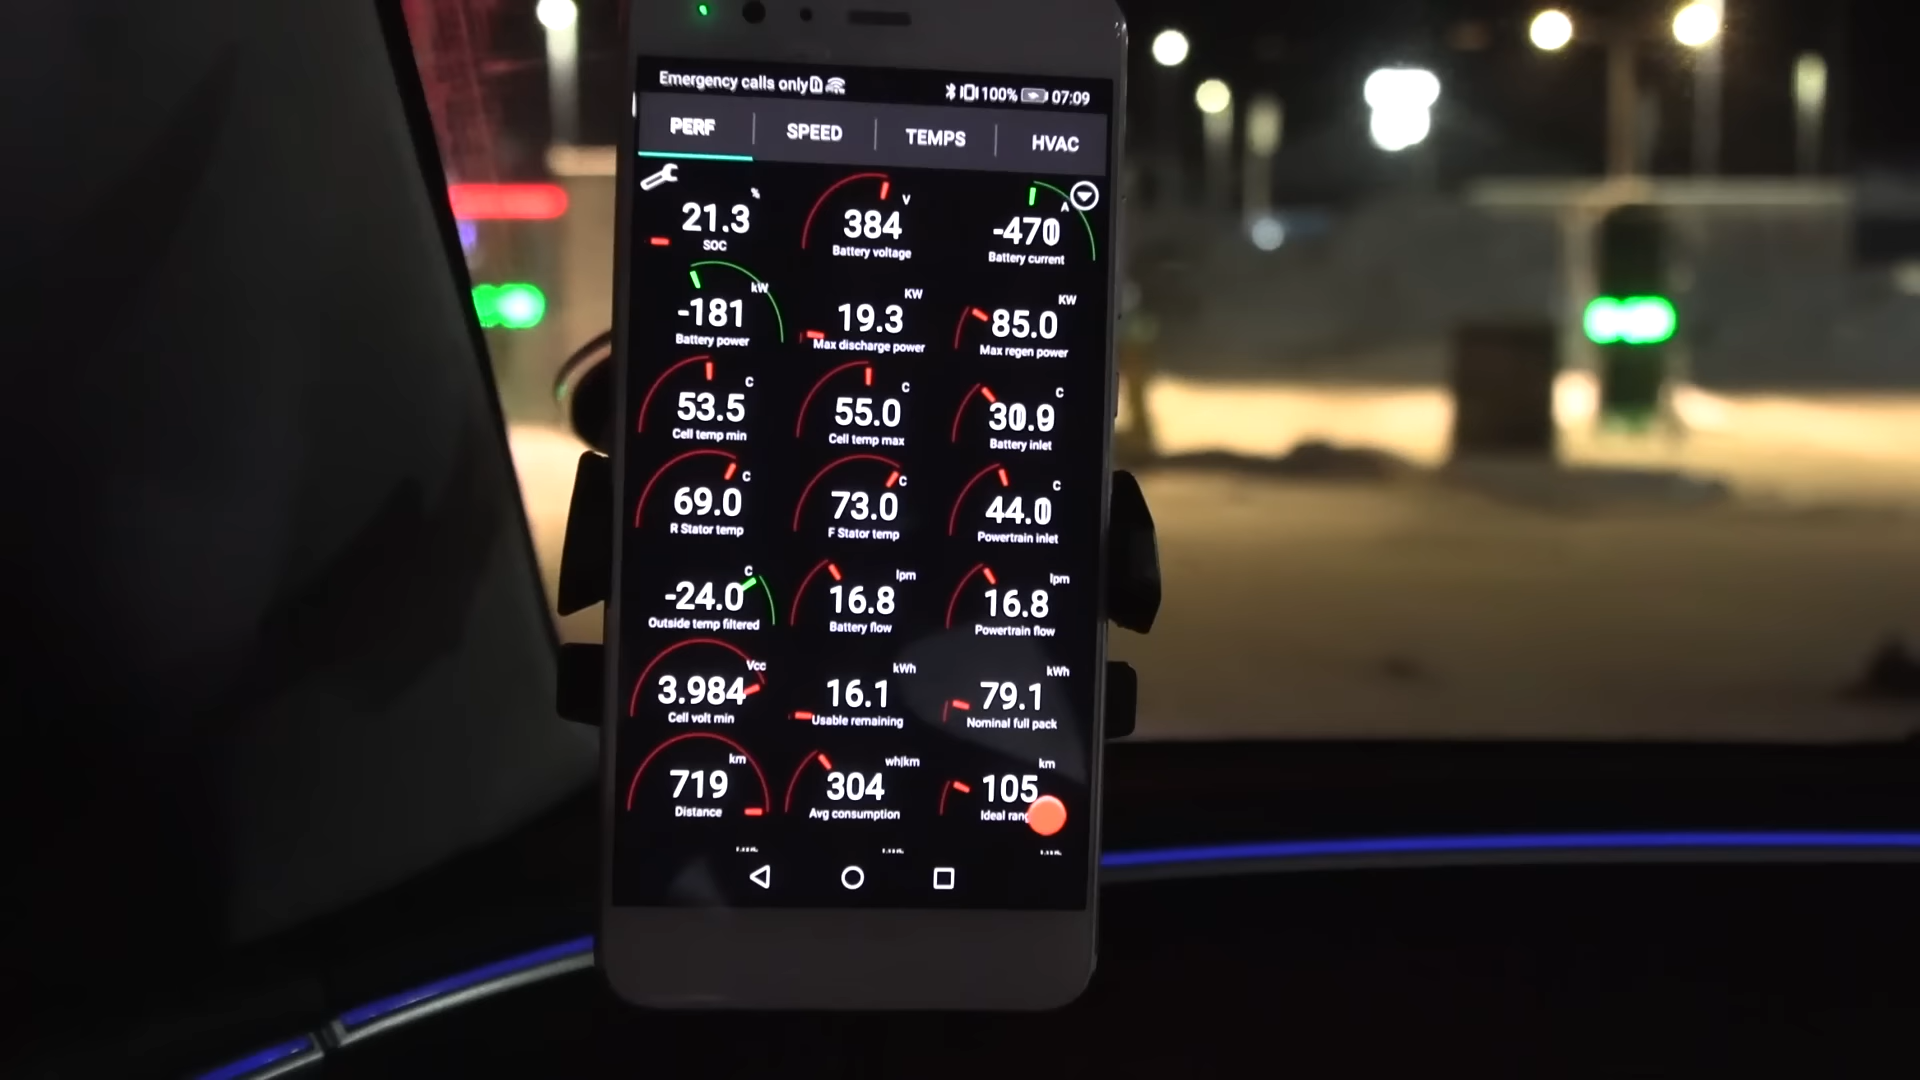 Emergency calls only 100% 07:09
PERF SPEED TEMPS HVAC
% V A
21.3 384 -470
SOC Battery voltage Battery current
kW KW KW
-181 19.3 85.0
Battery power Max discharge power Max regen power
C C C
53.5 55.0 30.9
Cell temp min Cell temp max Battery inlet
C C C
69.0 73.0 44.0
R Stator temp F Stator temp Powertrain inlet
C lpm lpm
-24.0 16.8 16.8
Outside temp filtered Battery flow Powertrain flow
Vcc kWh kWh
3.984 16.1 79.1
Cell volt min Usable remaining Nominal full pack
km wh|km km
719 304 105
Distance Avg consumption Ideal